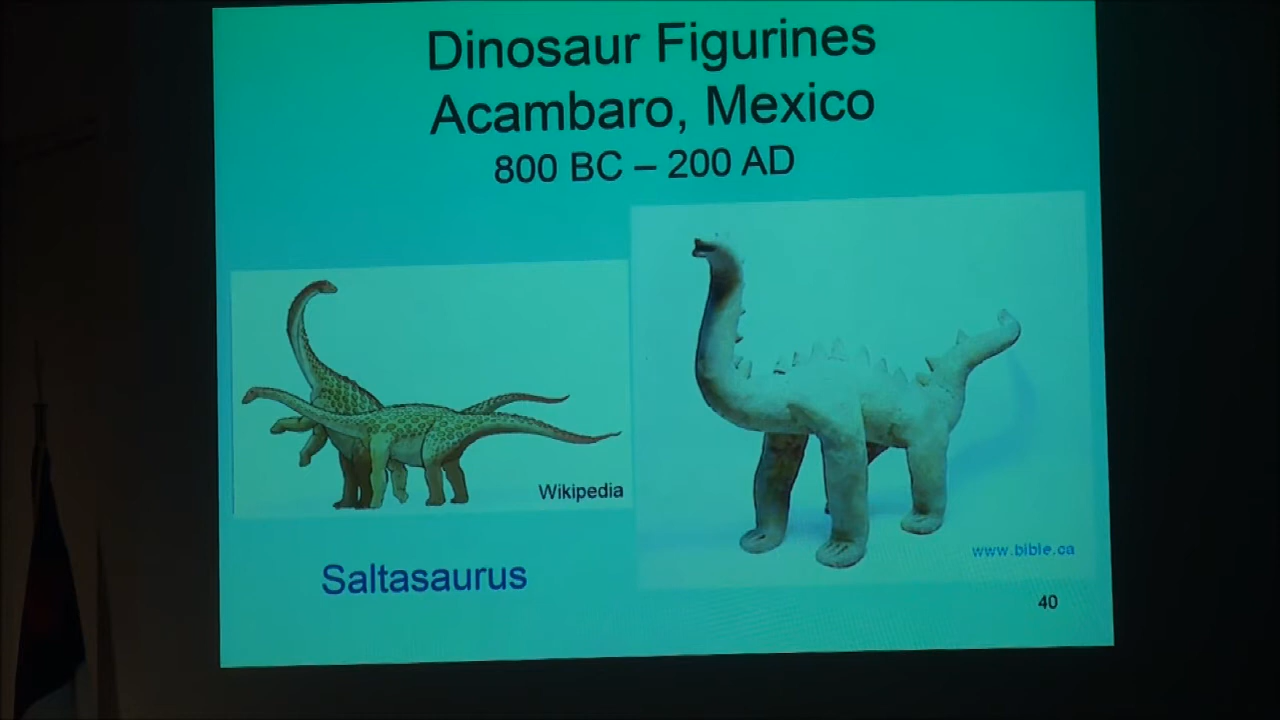 Dinosaur Figurines
Acambaro, Mexico
800 BC – 200 AD
Wikipedia
www.bible.ca
Saltasaurus
40